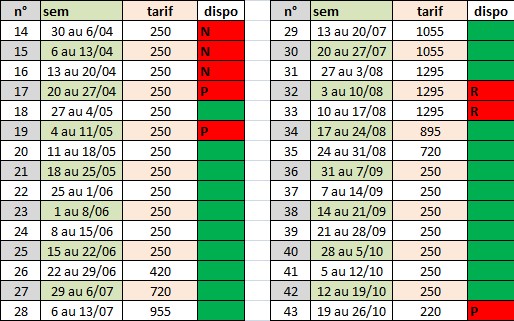 n° sem tarif dispo
14 30 au 6/04 250 N
15 6 au 13/04 250 N
16 13 au 20/04 250 N
17 20 au 27/04 250 P
18 27 au 4/05 250
19 4 au 11/05 250 P
20 11 au 18/05 250
21 18 au 25/05 250
22 25 au 1/06 250
23 1 au 8/06 250
24 8 au 15/06 250
25 15 au 22/06 250
26 22 au 29/06 420
27 29 au 6/07 720
28 6 au 13/07 955
n° sem tarif dispo
29 13 au 20/07 1055
30 20 au 27/07 1055
31 27 au 3/08 1295
32 3 au 10/08 1295 R
33 10 au 17/08 1295 R
34 17 au 24/08 895
35 24 au 31/08 720
36 31 au 7/09 250
37 7 au 14/09 250
38 14 au 21/09 250
39 21 au 28/09 250
40 28 au 5/10 250
41 5 au 12/10 250
42 12 au 19/10 250
43 19 au 26/10 220 P